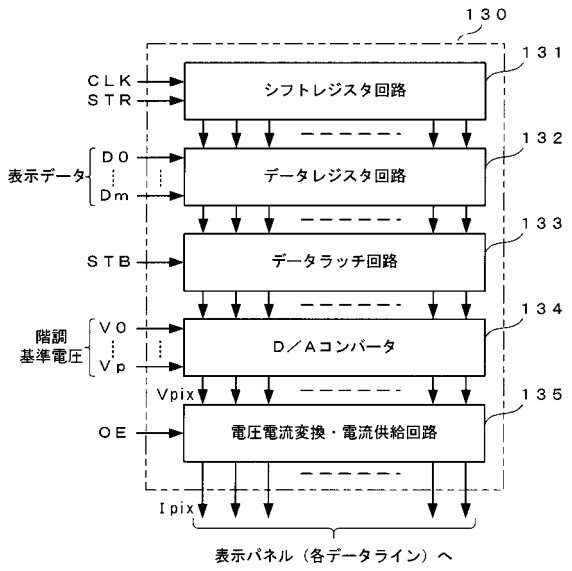 130
131
CLK
STR
シフトレジスタ回路
132
表示データ
D0
Dm
データレジスタ回路
133
STB
データラッチ回路
134
階調
基準電圧
V0
Vp
D/Aコンバータ
135
Vpix
OE
電圧電流変換・電流供給回路
Ipix
表示パネル(各データライン)へ